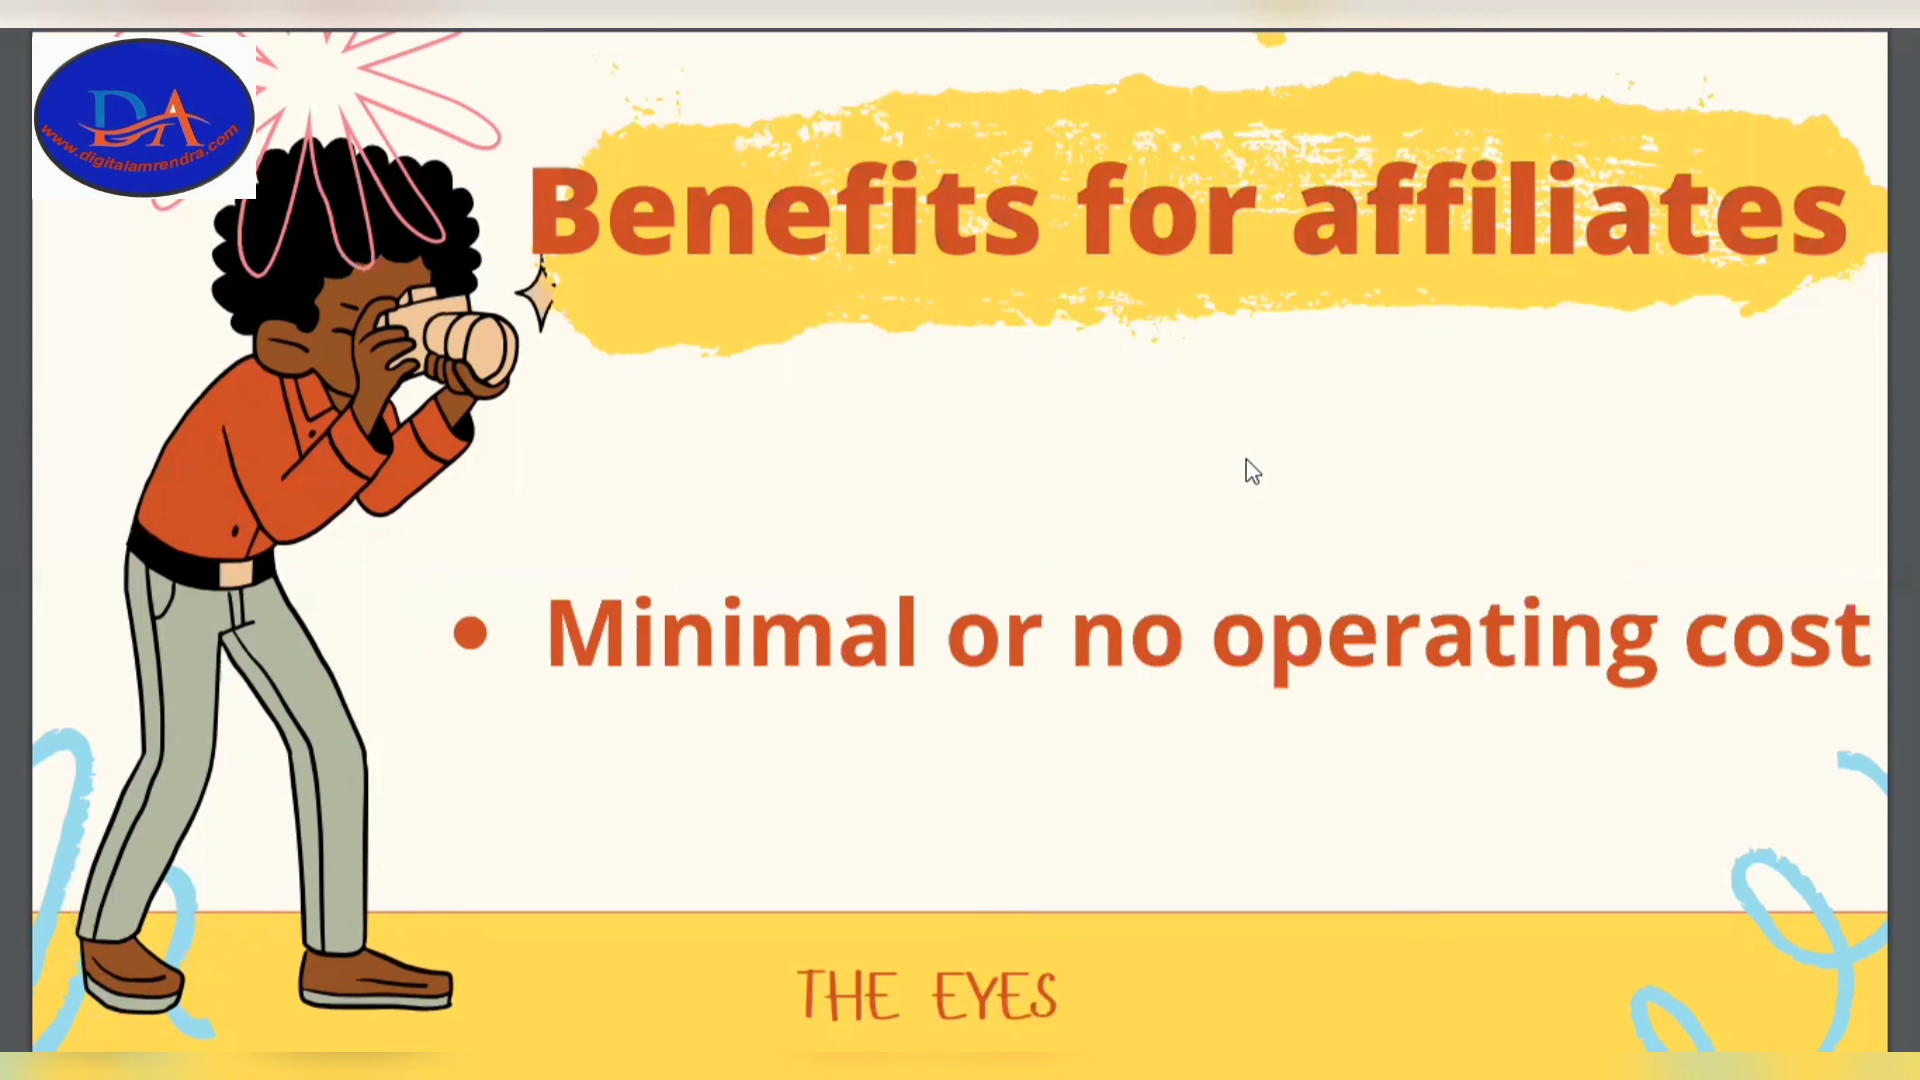 DA
www.digitalamrendra.com
Benefits for affiliates
• Minimal or no operating cost
THE EYES